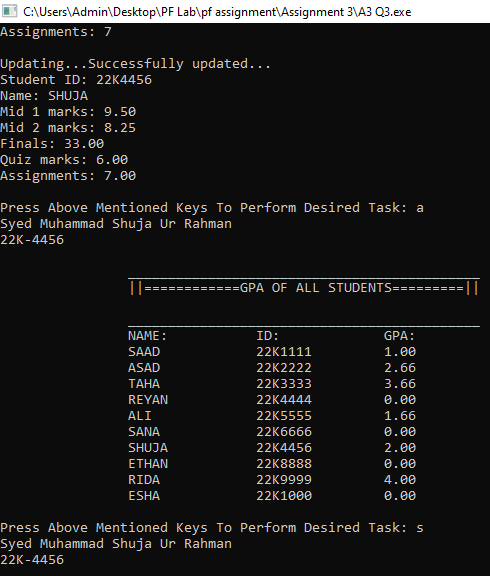 C:\Users\Admin\Desktop\PF Lab\pf assignment\Assignment 3\A3 Q3.exe
Assignments: 7
Updating...Successfully updated...
Student ID: 22K4456
Name: SHUJA
Mid 1 marks: 9.50
Mid 2 marks: 8.25
Finals: 33.00
Quiz marks: 6.00
Assignments: 7.00
Press Above Mentioned Keys To Perform Desired Task: a
Syed Muhammad Shuja Ur Rahman
22K-4456
____________________________________________
||============GPA OF ALL STUDENTS=========||
____________________________________________
NAME: ID: GPA:
SAAD 22K1111 1.00
ASAD 22K2222 2.66
TAHA 22K3333 3.66
REYAN 22K4444 0.00
ALI 22K5555 1.66
SANA 22K6666 0.00
SHUJA 22K4456 2.00
ETHAN 22K8888 0.00
RIDA 22K9999 4.00
ESHA 22K1000 0.00
Press Above Mentioned Keys To Perform Desired Task: s
Syed Muhammad Shuja Ur Rahman
22K-4456